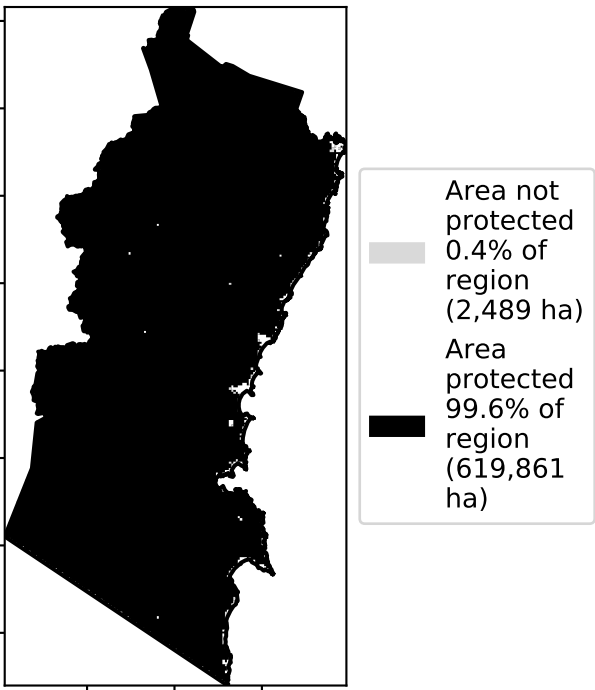 Area not
protected
0.4% of
region
(2,489 ha)
Area
protected
99.6% of
region
(619,861
ha)